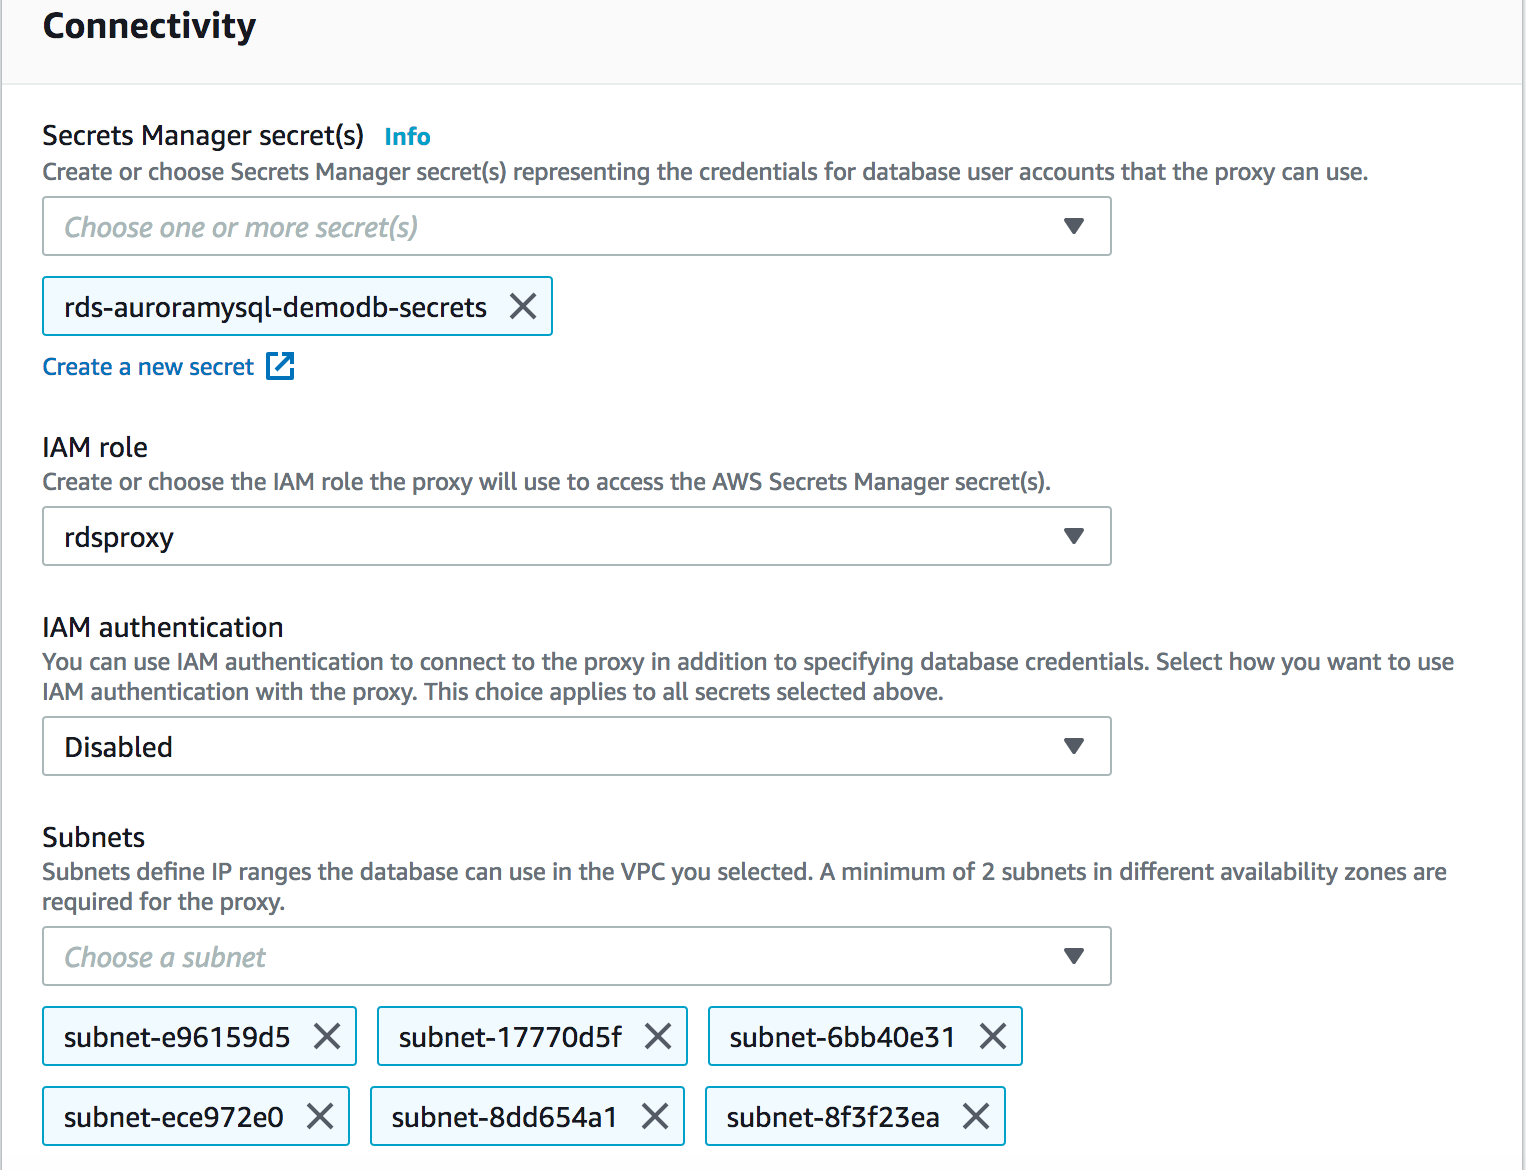 Connectivity
Secrets Manager secret(s) Info
Create or choose Secrets Manager secret(s) representing the credentials for database user accounts that the proxy can use.
Choose one or more secret(s)
rds-auroramysql-demodb-secrets
Create a new secret
IAM role
Create or choose the IAM role the proxy will use to access the AWS Secrets Manager secret(s).
rdsproxy
IAM authentication
You can use IAM authentication to connect to the proxy in addition to specifying database credentials. Select how you want to use
IAM authentication with the proxy. This choice applies to all secrets selected above.
Disabled
Subnets
Subnets define IP ranges the database can use in the VPC you selected. A minimum of 2 subnets in different availability zones are
required for the proxy.
Choose a subnet
subnet-e96159d5 subnet-17770d5f subnet-6bb40e31
subnet-ece972e0 subnet-8dd654a1 subnet-8f3f23ea